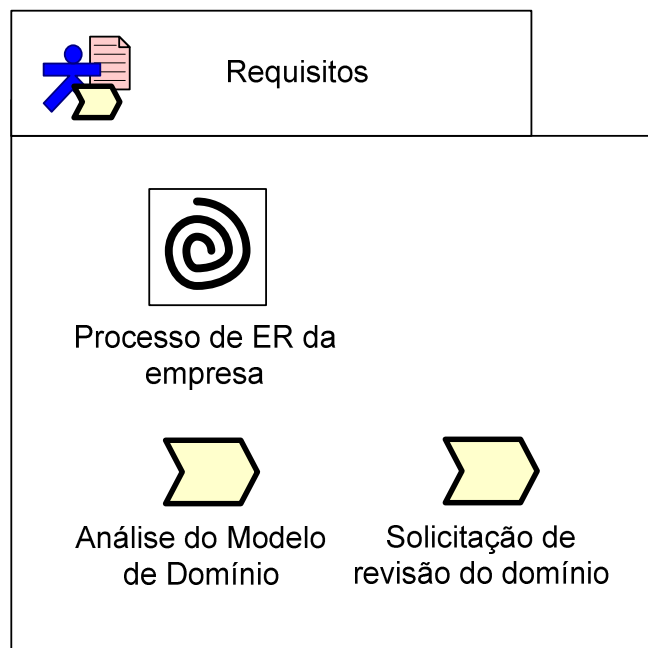 Requisitos
Processo de ER da
empresa
Análise do Modelo
de Domínio
Solicitação de
revisão do domínio